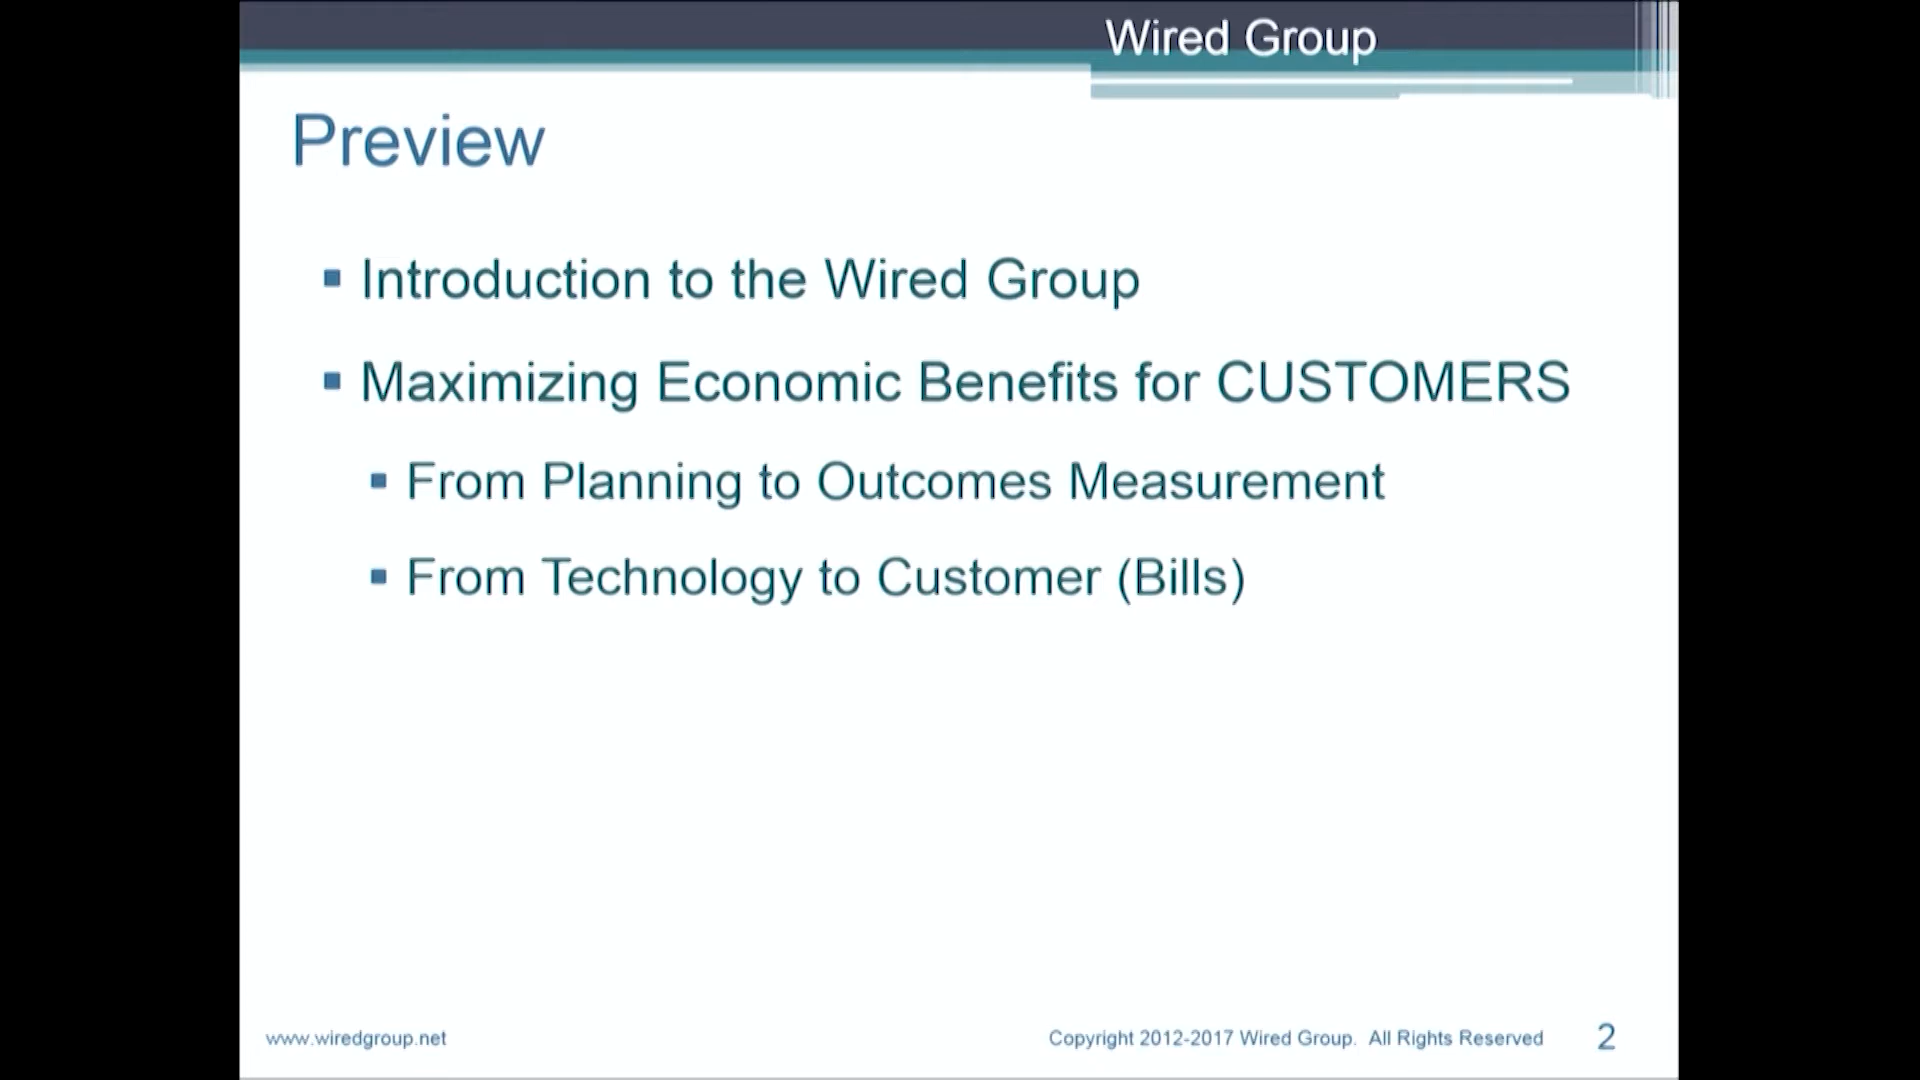 Wired Group
Preview
Introduction to the Wired Group
Maximizing Economic Benefits for CUSTOMERS
From Planning to Outcomes Measurement
From Technology to Customer (Bills)
www.wiredgroup.net
Copyright 2012-2017 Wired Group. All Rights Reserved
2